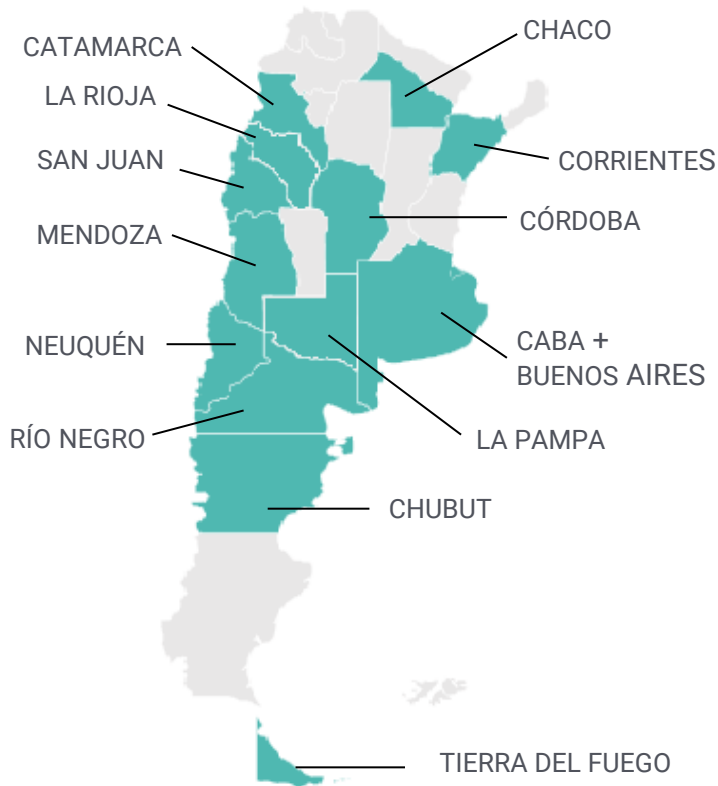 CHACO
CATAMARCA
LA RIOJA
SAN JUAN
CORRIENTES
CÓRDOBA
MENDOZA
NEUQUÉN
CABA +
BUENOS AIRES
RÍO NEGRO
LA PAMPA
CHUBUT
TIERRA DEL FUEGO